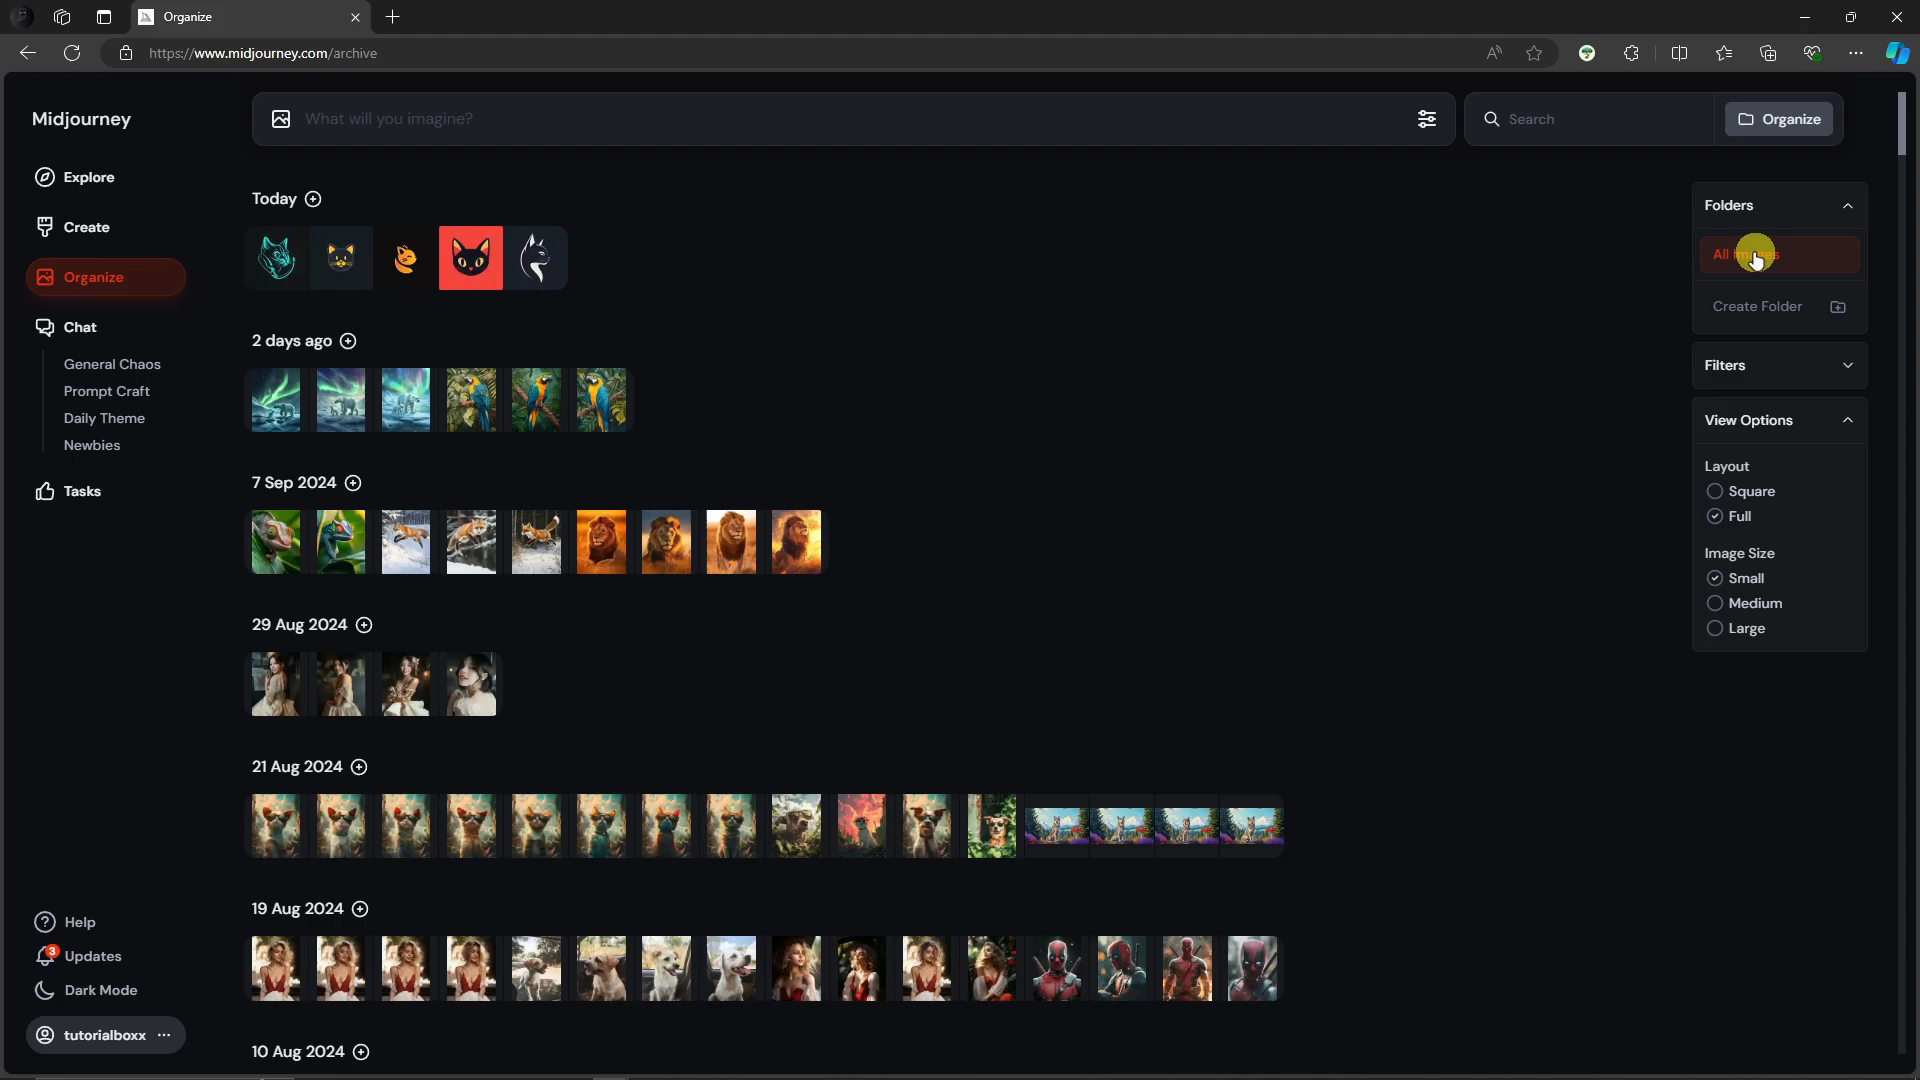 Organize
https://www.midjourney.com/archive
Midjourney
What will you imagine?
Search
Organize
Explore
Create
Organize
Chat
General Chaos
Prompt Craft
Daily Theme
Newbies
Tasks
Today
2 days ago
7 Sep 2024
29 Aug 2024
21 Aug 2024
19 Aug 2024
10 Aug 2024
Folders
All Images
Create Folder
Filters
View Options
Layout
Square
Full
Image Size
Small
Medium
Large
Help
3
Updates
Dark Mode
tutorialboxx